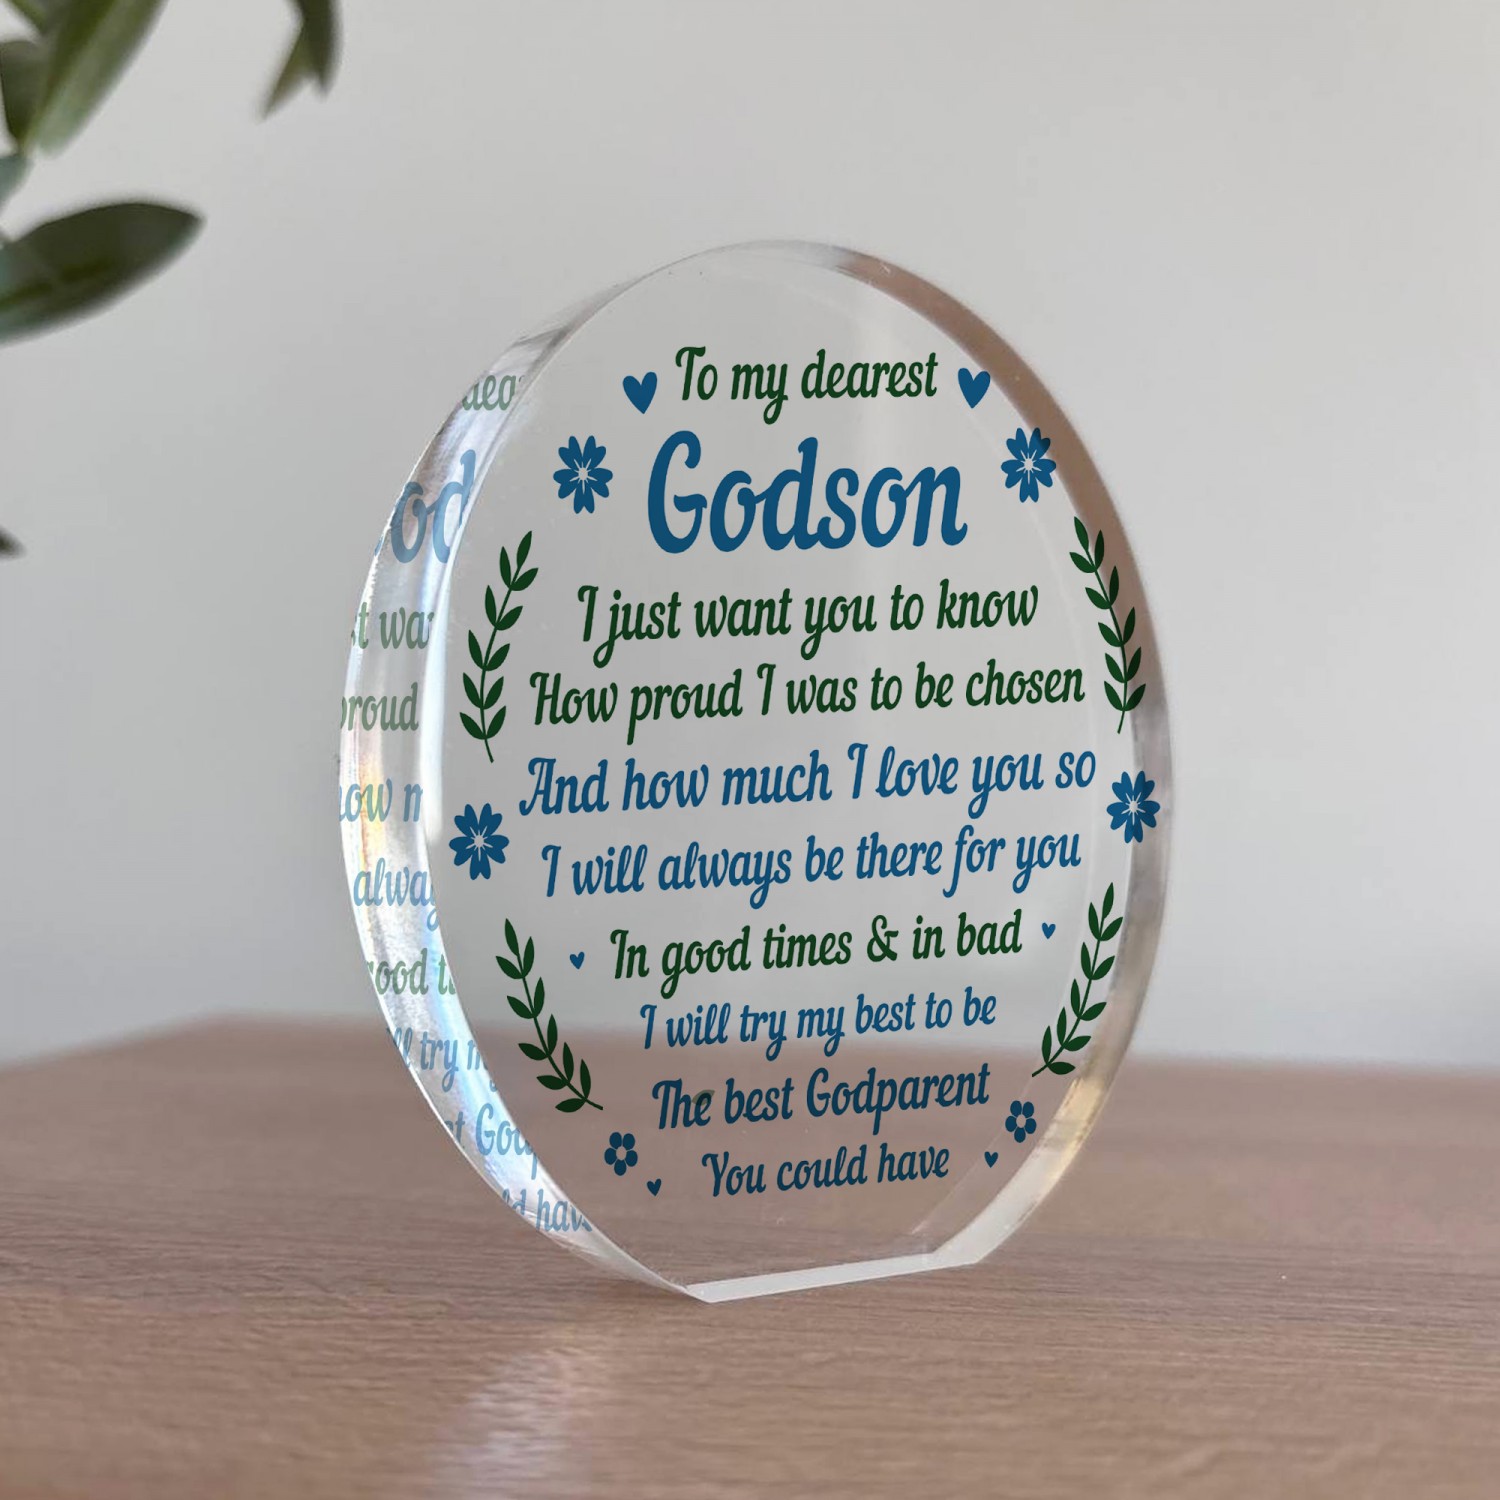 To my dearest
Godson
I just want you to know
How proud I was to be chosen
And how much I love you so
I will always be there for you
In good times & in bad
I will try my best to be
The best Godparent
You could have